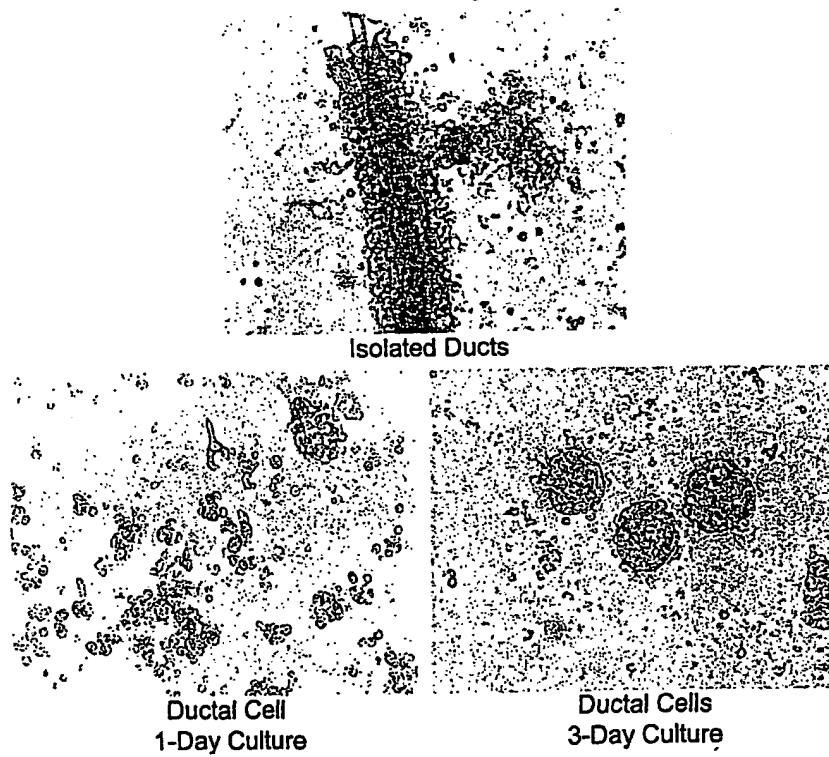 Isolated Ducts
Ductal Cell
1-Day Culture
Ductal Cells
3-Day Culture